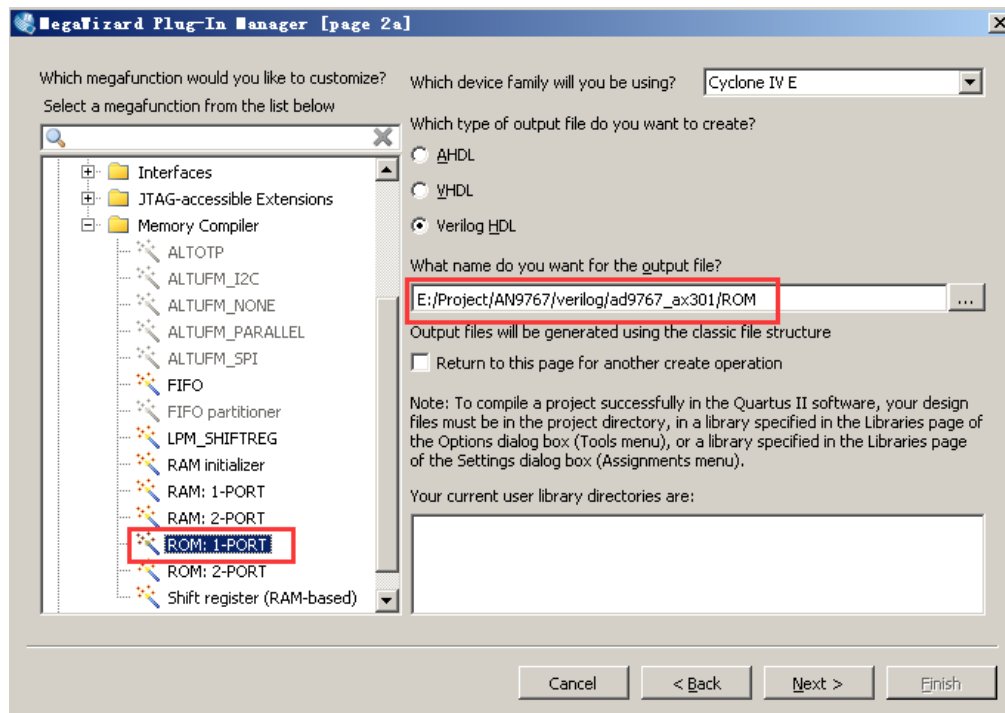 MegaWizard Plug-In Manager [page 2a]
Which megafunction would you like to customize?
Select a megafunction from the list below
Interfaces
JTAG-accessible Extensions
Memory Compiler
ALTOTP
ALTUFM_I2C
ALTUFM_NONE
ALTUFM_PARALLEL
ALTUFM_SPI
FIFO
FIFO partitioner
LPM_SHIFTREG
RAM initializer
RAM: 1-PORT
RAM: 2-PORT
ROM: 1-PORT
ROM: 2-PORT
Shift register (RAM-based)
Which device family will you be using?
Cyclone IV E
Which type of output file do you want to create?
AHDL
VHDL
Verilog HDL
What name do you want for the output file?
E:/Project/AN9767/verilog/ad9767_ax301/ROM
...
Output files will be generated using the classic file structure
Return to this page for another create operation
Note: To compile a project successfully in the Quartus II software, your design
files must be in the project directory, in a library specified in the Libraries page of
the Options dialog box (Tools menu), or a library specified in the Libraries page
of the Settings dialog box (Assignments menu).
Your current user library directories are:
Cancel
< Back
Next >
Finish